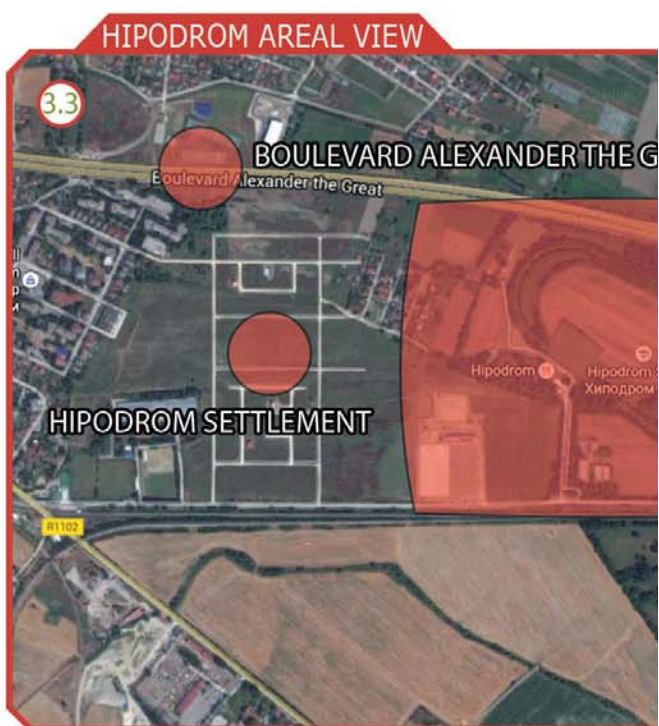 HIPODROM AREAL VIEW
3.3
BOULEVARD ALEXANDER THE G
Boulevard Alexander the Great
Hipodrom
Hipodrom S
Хиподром
HIPODROM SETTLEMENT
R1102